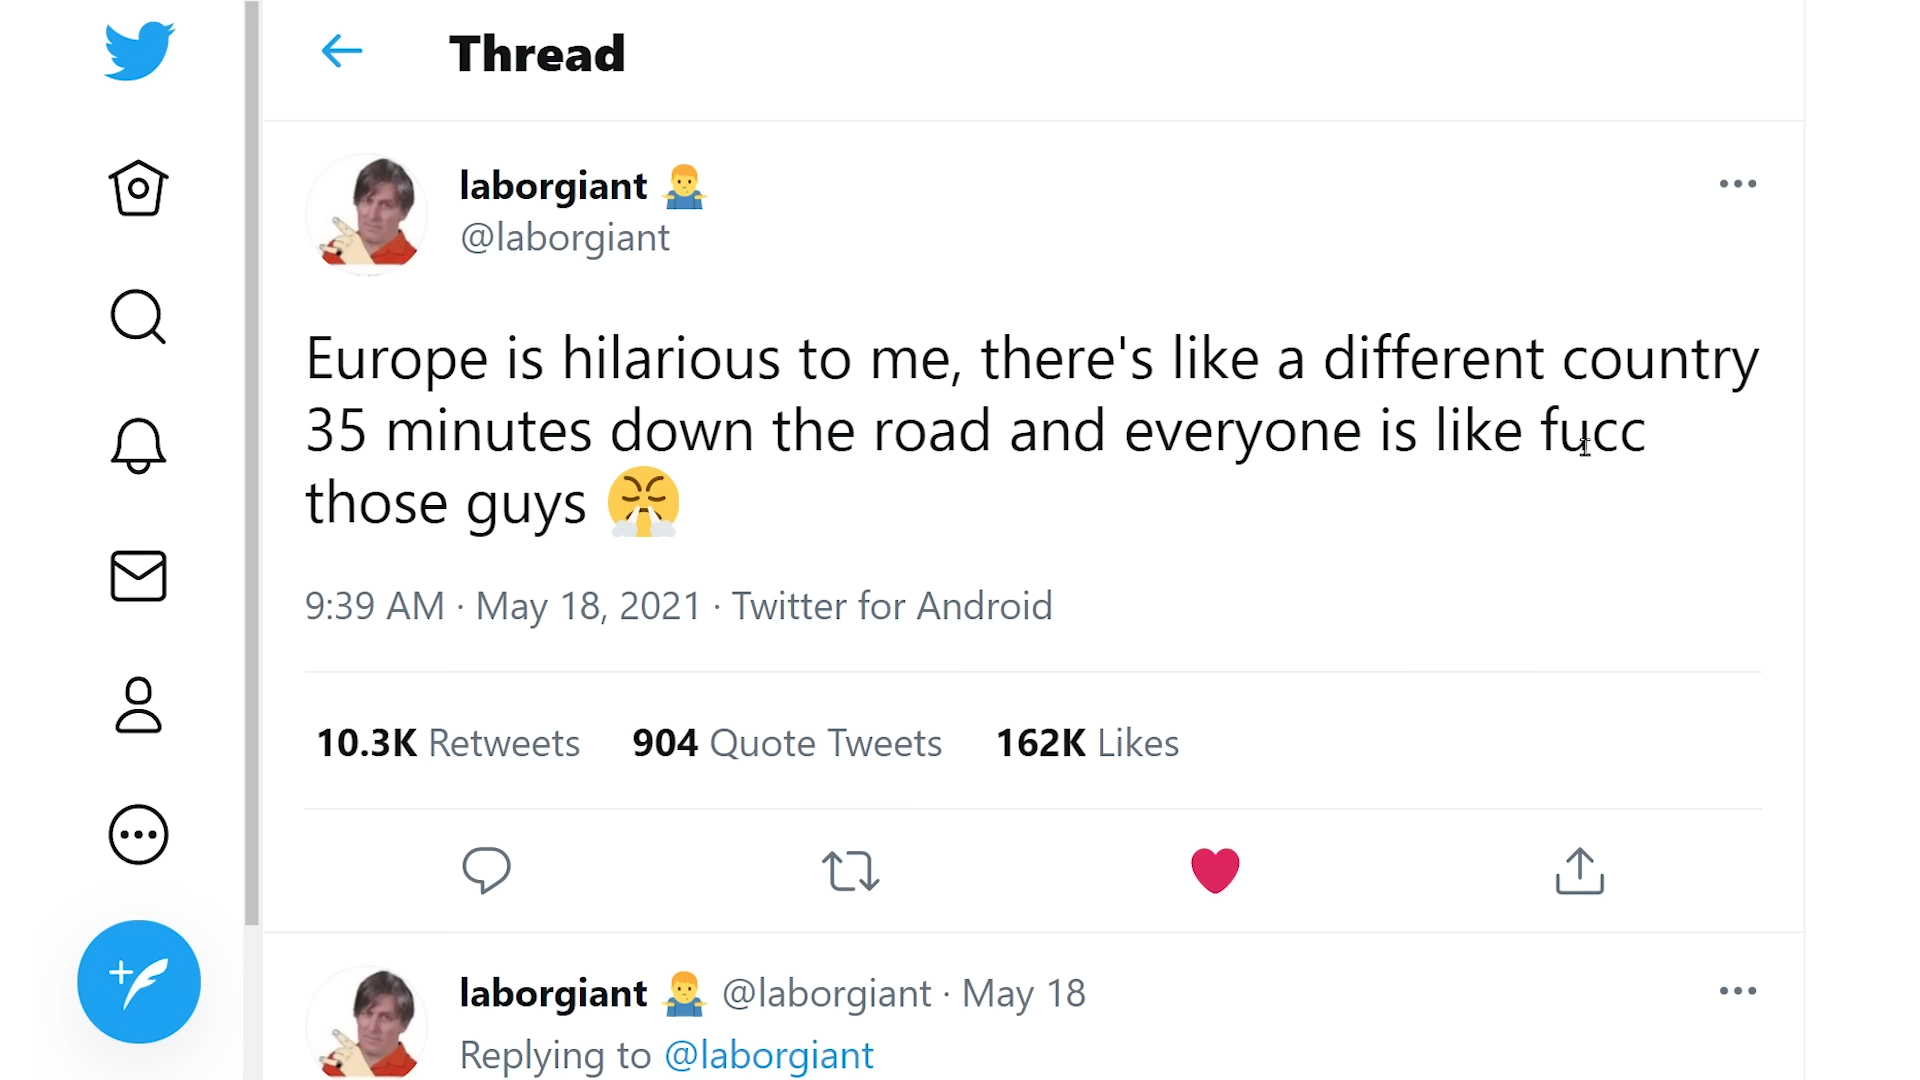 Thread
laborgiant 🤷‍♂️
@laborgiant
Europe is hilarious to me, there's like a different country
35 minutes down the road and everyone is like fucc
those guys 😤
9:39 AM · May 18, 2021 · Twitter for Android
10.3K Retweets 904 Quote Tweets 162K Likes
laborgiant 🤷‍♂️ @laborgiant · May 18
Replying to @laborgiant